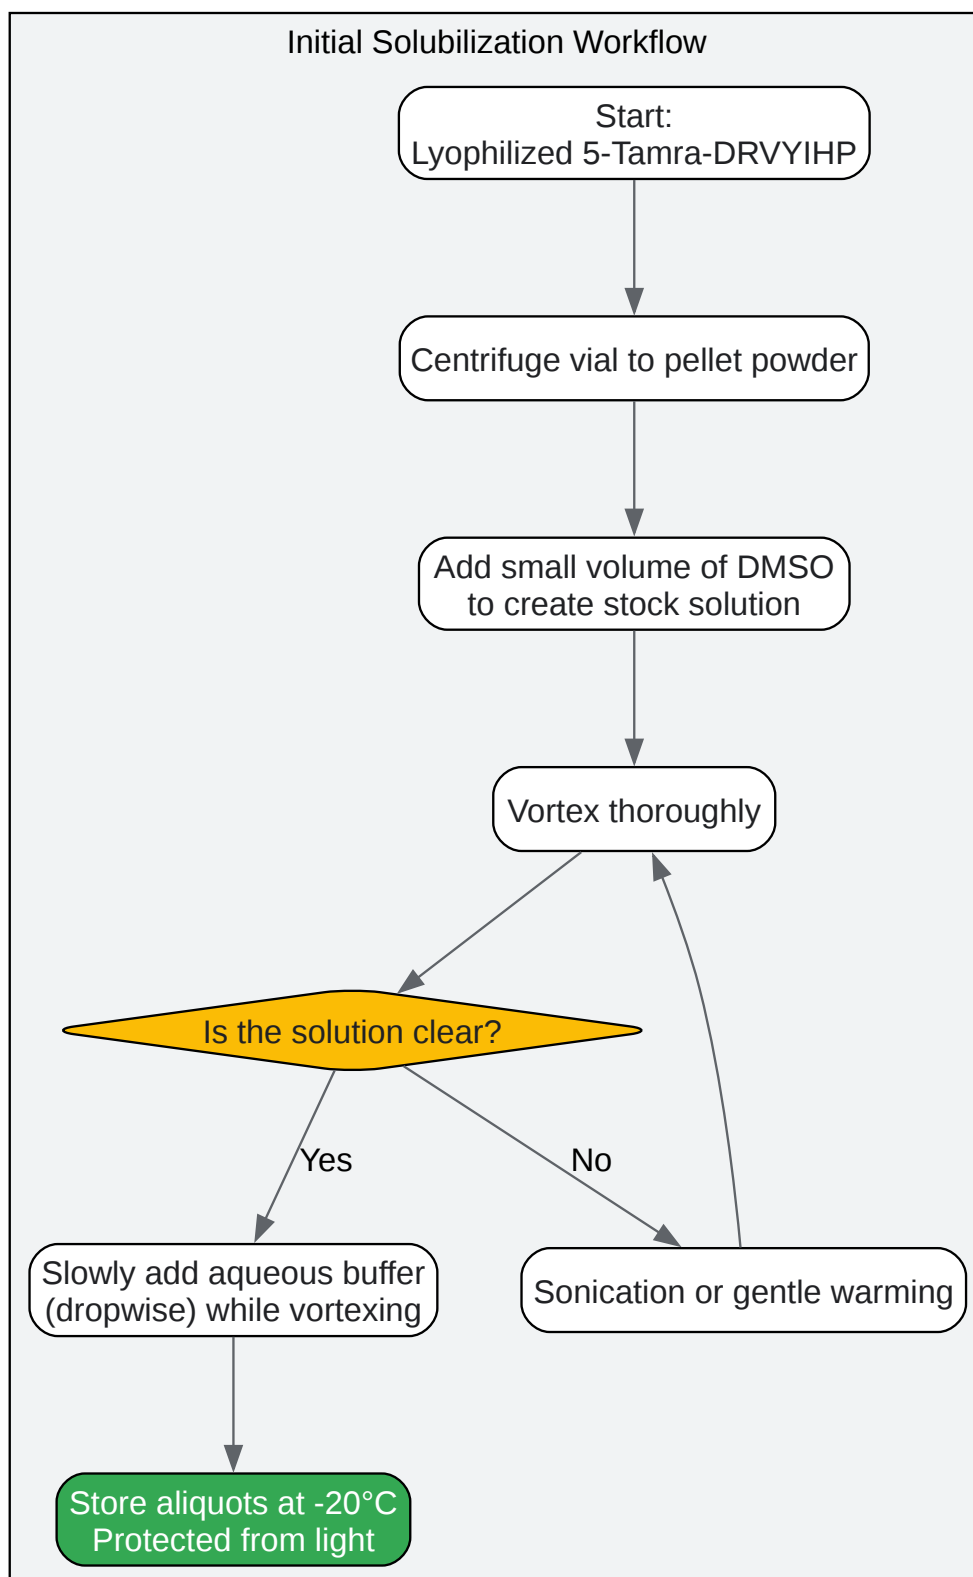 Initial Solubilization Workflow
Start:
Lyophilized 5-Tamra-DRVYIHP
Centrifuge vial to pellet powder
Add small volume of DMSO
to create stock solution
Vortex thoroughly
Is the solution clear?
Yes
No
Slowly add aqueous buffer
(dropwise) while vortexing
Sonication or gentle warming
Store aliquots at -20°C
Protected from light